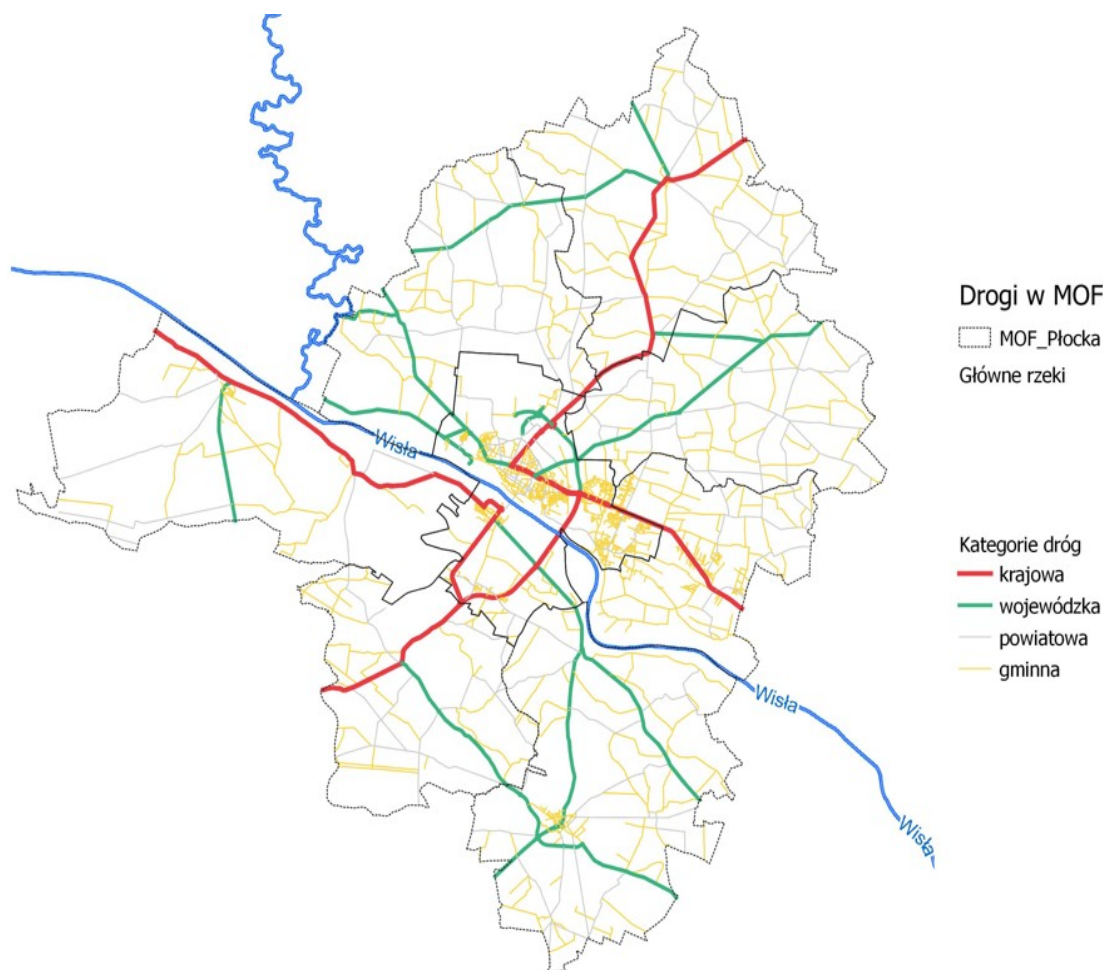 Drogi w MOF
MOF_Płocka
Główne rzeki
Kategorie dróg
krajowa
wojewódzka
powiatowa
gminna
Wisła
Wisła
Wisła